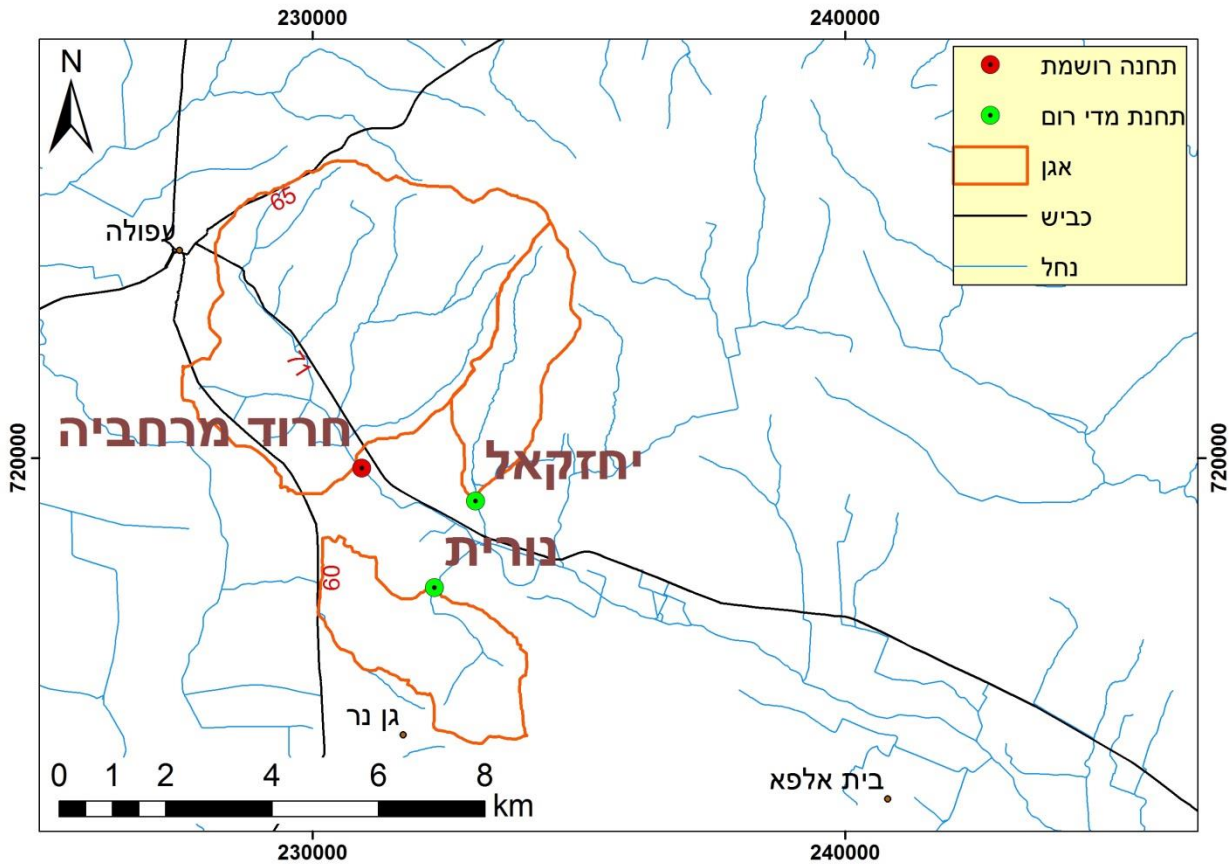 230000
240000
N
תחנה רושמת
תחנת מדי רום
אגן
כביש
נחל
65
עפולה
71
חרוד מרחביה
יחזקאל
720000
720000
נורית
60
גן נר
בית אלפא
0 1 2 4 6 8
km
230000
240000